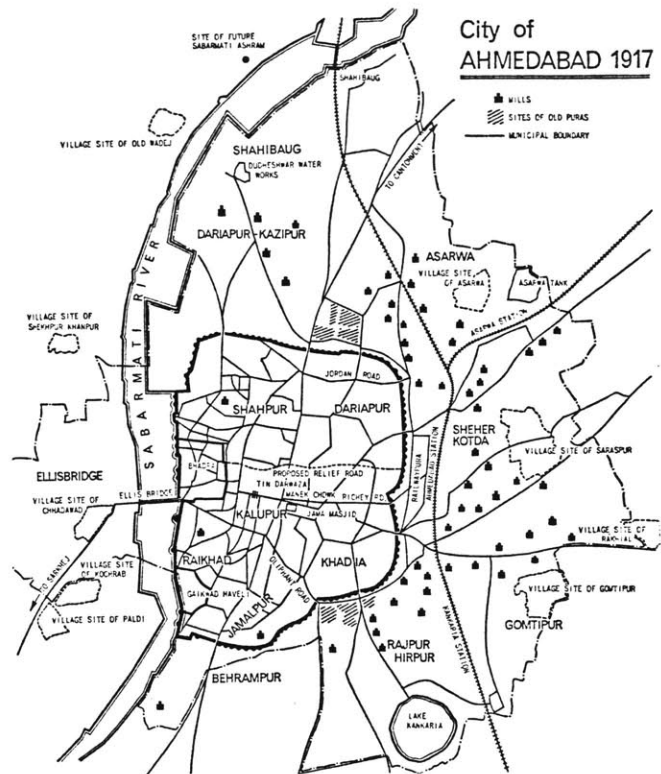 City of
AHMEDABAD 1917
MILLS
SITES OF OLD PURAS
MUNICIPAL BOUNDARY
SITE OF FUTURE
SABARMATI ASHRAM
SHAHIBAUG
TO CANTONMENT
VILLAGE SITE OF OLD WADEJ
SHAHIBAUG
DUDHESHWAR WATER
WORKS
DARIAPUR-KAZIPUR
ASARWA
VILLAGE SITE
OF ASARWA
ASARWA TANK
ASARWA STATION
SABARMATI RIVER
VILLAGE SITE OF
SHEKHPUR KHANPUR
JORDAN ROAD
SHAHPUR
DARIAPUR
SHEHER
KOTDA
VILLAGE SITE OF SARASPUR
RAILWAYPURA
AHMEDABAD STATION
BHADRA
PROPOSED RELIEF ROAD
TIN DARWAZA
MANEK CHOWK
RICHEY RD.
ELLISBRIDGE
VILLAGE SITE OF
CHHADAWAD
ELLIS BRIDGE
KALUPUR
JAMA MASJID
VILLAGE SITE OF
RAKHIAL
RAIKHAD
KHADIA
OLIPHANT ROAD
VILLAGE SITE
OF KOCHRAB
TO SARKHEJ
GAIKWAD HAVELI
VILLAGE SITE OF GOMTIPUR
VILLAGE SITE OF PALDI
JAMALPUR
GOMTIPUR
RAJPUR
HIRPUR
KANKARIA STATION
BEHRAMPUR
LAKE
KANKARIA